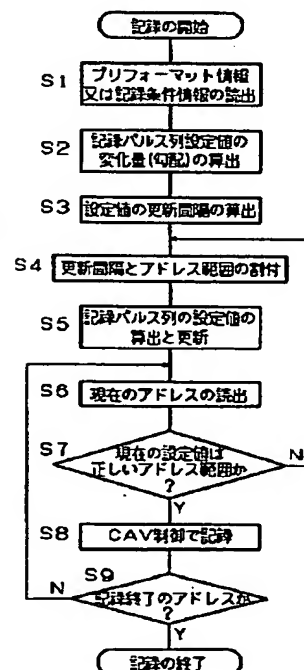 記録の開始
S1
プリフォーマット情報
又は記録条件情報の読出
S2
記録パルス列設定値の
変化量(勾配)の算出
S3
設定値の更新間隔の算出
S4
更新間隔とアドレス範囲の割付
S5
記録パルス列の設定値の
算出と更新
S6
現在のアドレスの読出
S7
現在の設定値は
正しいアドレス範囲か
?
N
Y
S8
CAV制御で記録
S9
N
記録終了のアドレスか
?
Y
記録の終了